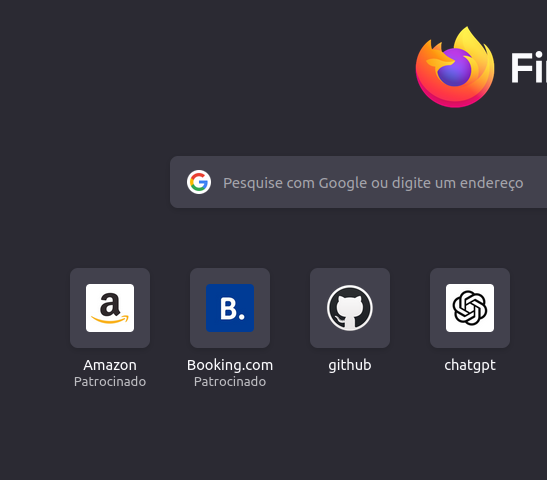 Fi
Pesquise com Google ou digite um endereço
a
B.
Amazon
Patrocinado
Booking.com
Patrocinado
github
chatgpt